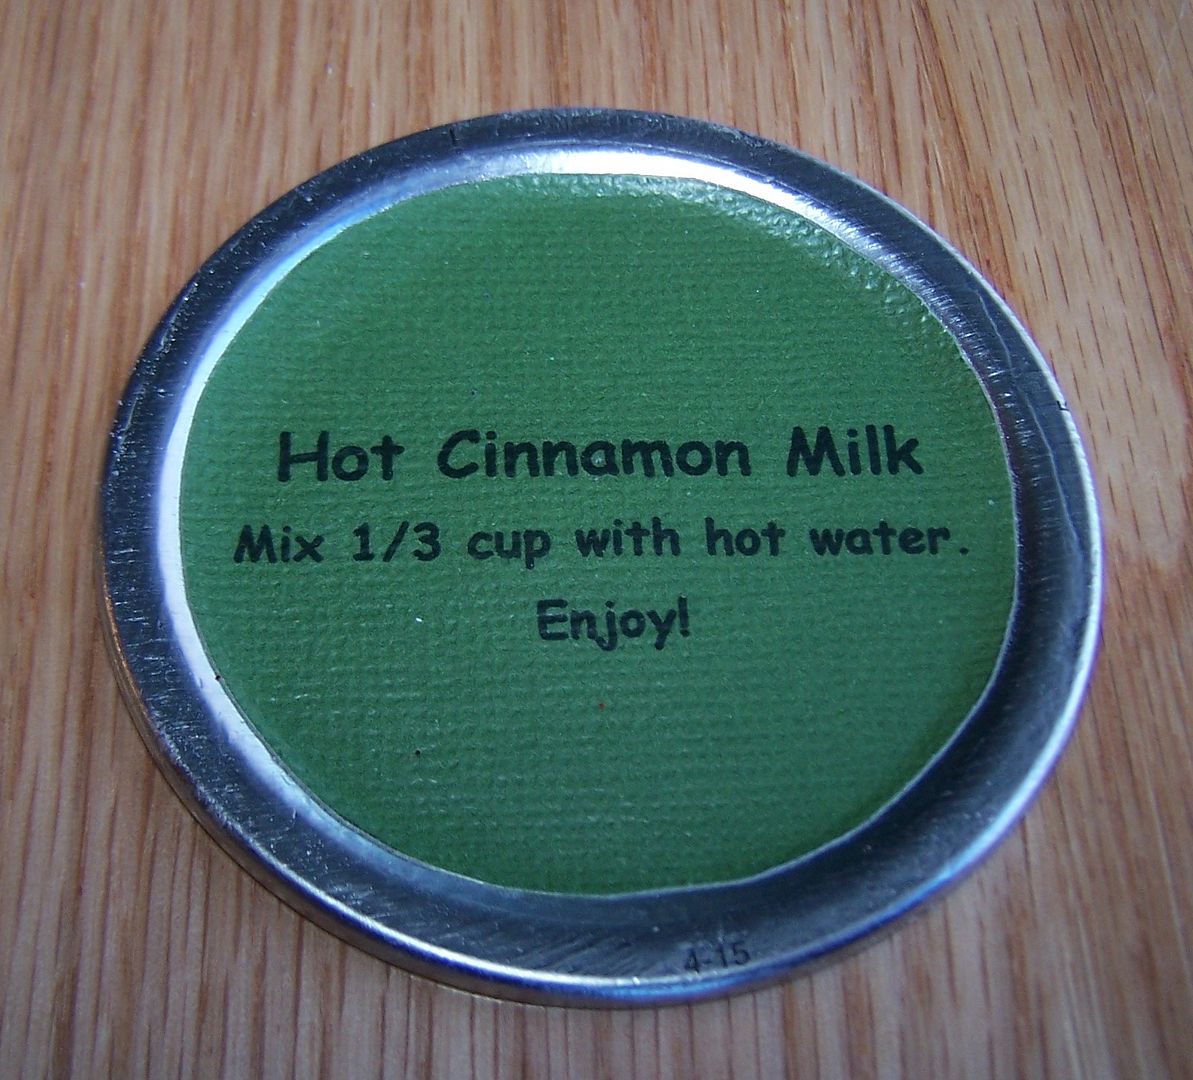 Hot Cinnamon Milk
Mix 1/3 cup with hot water.
Enjoy!
4-15